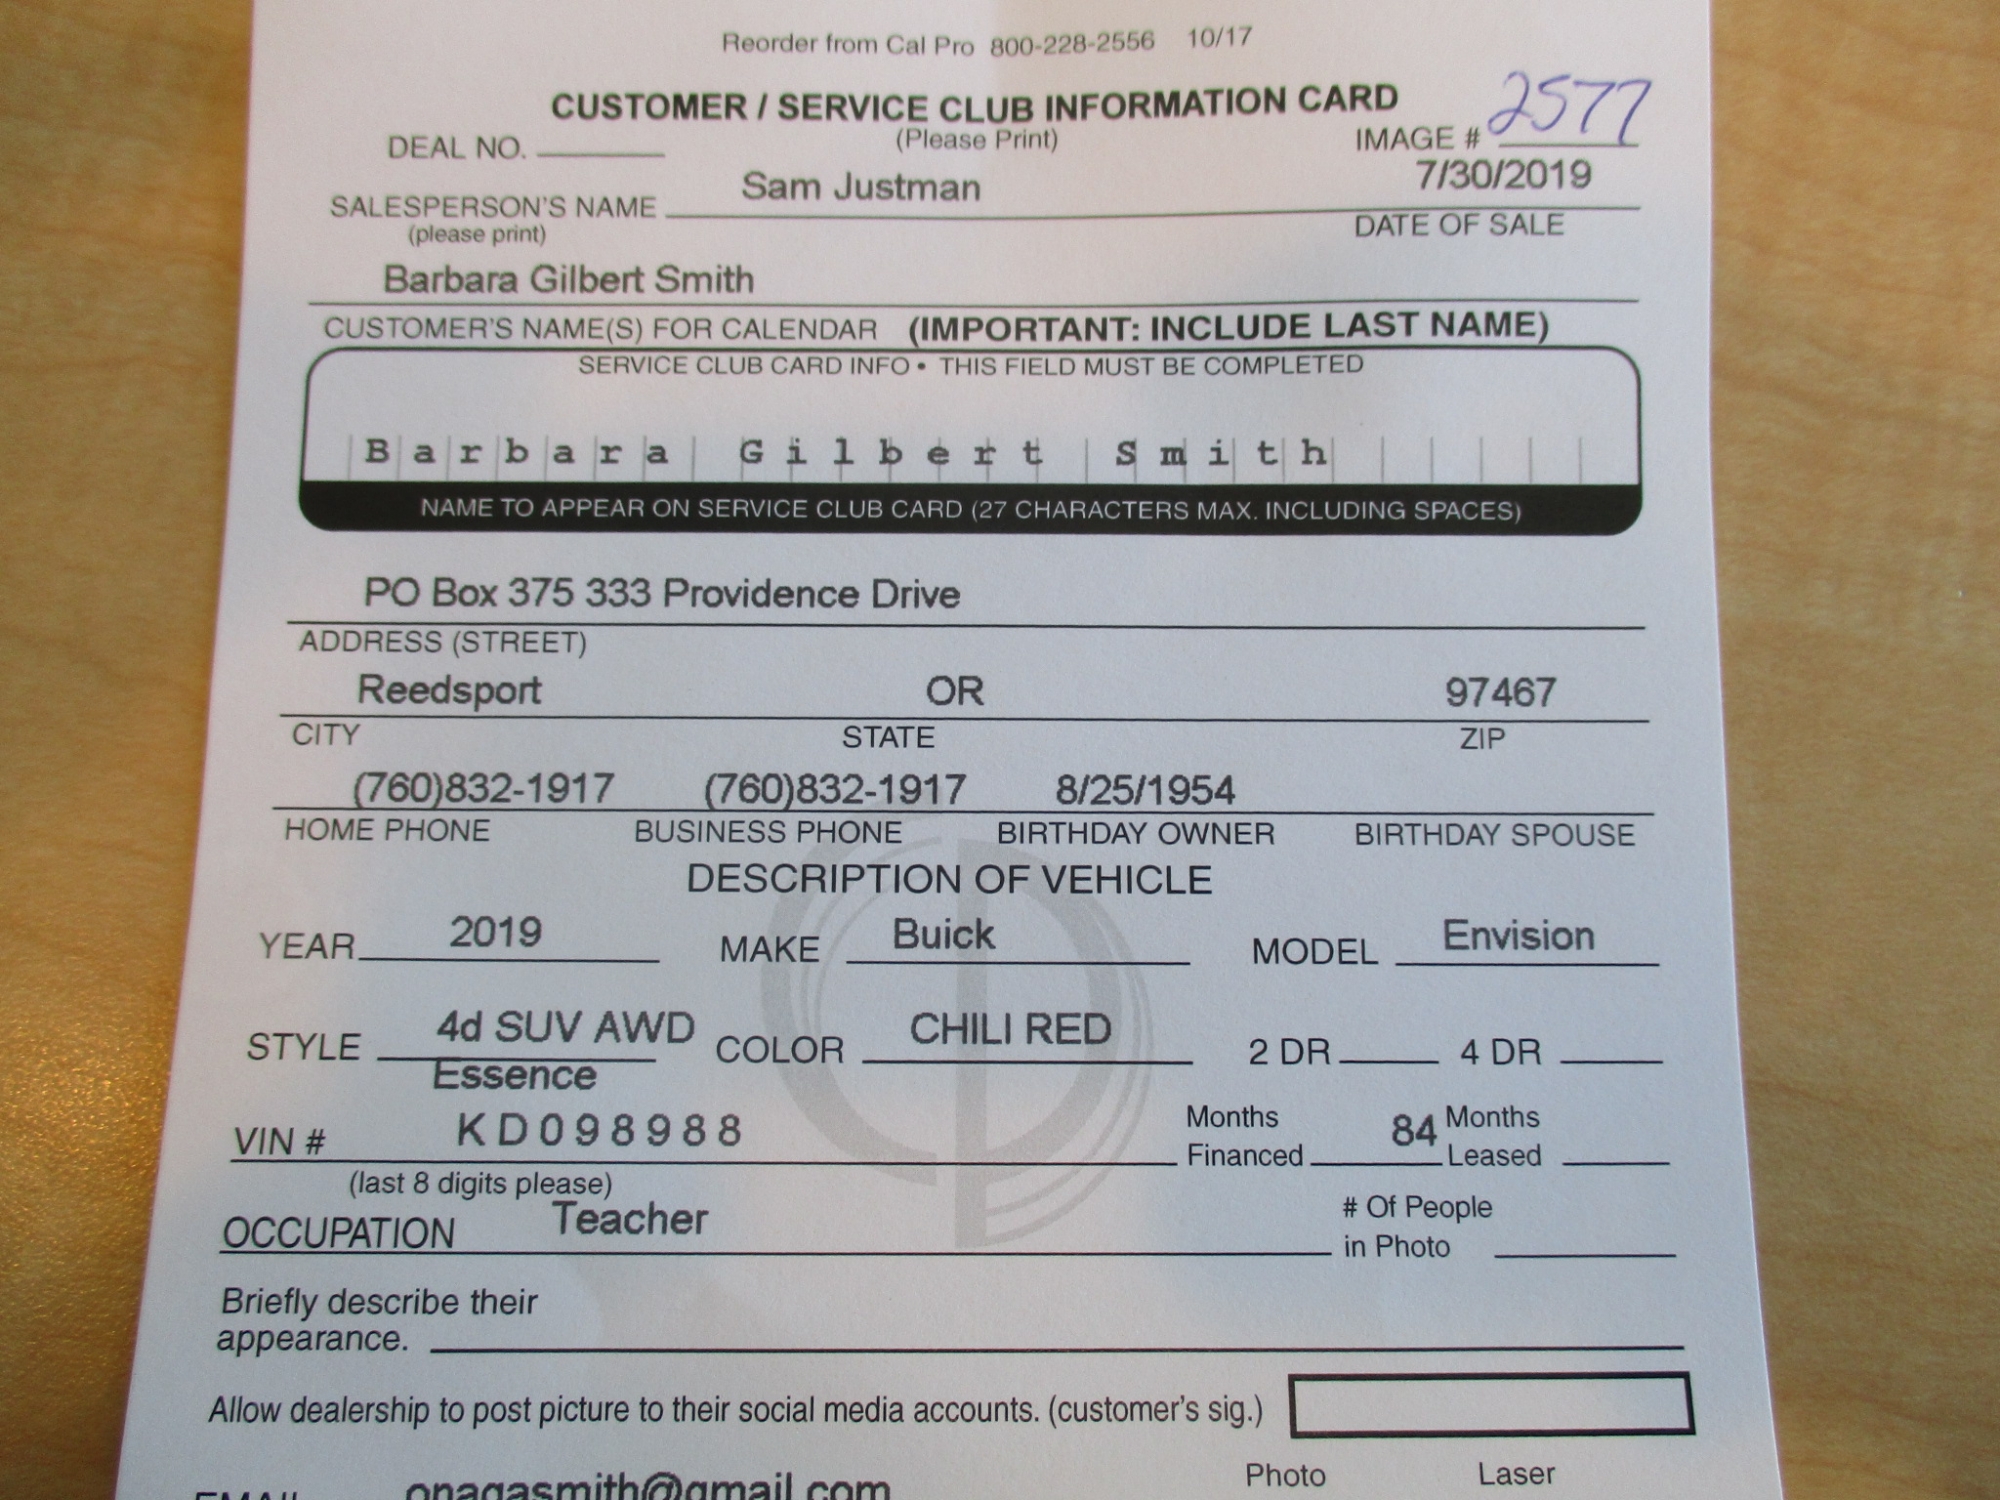 Reorder from Cal Pro 800-228-2556 10/17
CUSTOMER / SERVICE CLUB INFORMATION CARD
(Please Print)
DEAL NO.
IMAGE # 2577
SALESPERSON'S NAME Sam Justman
(please print)
7/30/2019
DATE OF SALE
Barbara Gilbert Smith
CUSTOMER'S NAME(S) FOR CALENDAR (IMPORTANT: INCLUDE LAST NAME)
SERVICE CLUB CARD INFO • THIS FIELD MUST BE COMPLETED
Barbara Gilbert Smith
NAME TO APPEAR ON SERVICE CLUB CARD (27 CHARACTERS MAX. INCLUDING SPACES)
PO Box 375 333 Providence Drive
ADDRESS (STREET)
Reedsport OR 97467
CITY STATE ZIP
(760)832-1917 (760)832-1917 8/25/1954
HOME PHONE BUSINESS PHONE BIRTHDAY OWNER BIRTHDAY SPOUSE
DESCRIPTION OF VEHICLE
YEAR 2019 MAKE Buick MODEL Envision
STYLE 4d SUV AWD COLOR CHILI RED 2 DR 4 DR
Essence
VIN # KD098988 Months Financed 84 Months Leased
(last 8 digits please)
OCCUPATION Teacher # Of People in Photo
Briefly describe their
appearance.
Allow dealership to post picture to their social media accounts. (customer's sig.)
Photo Laser
EMAIL onagasmith@gmail.com